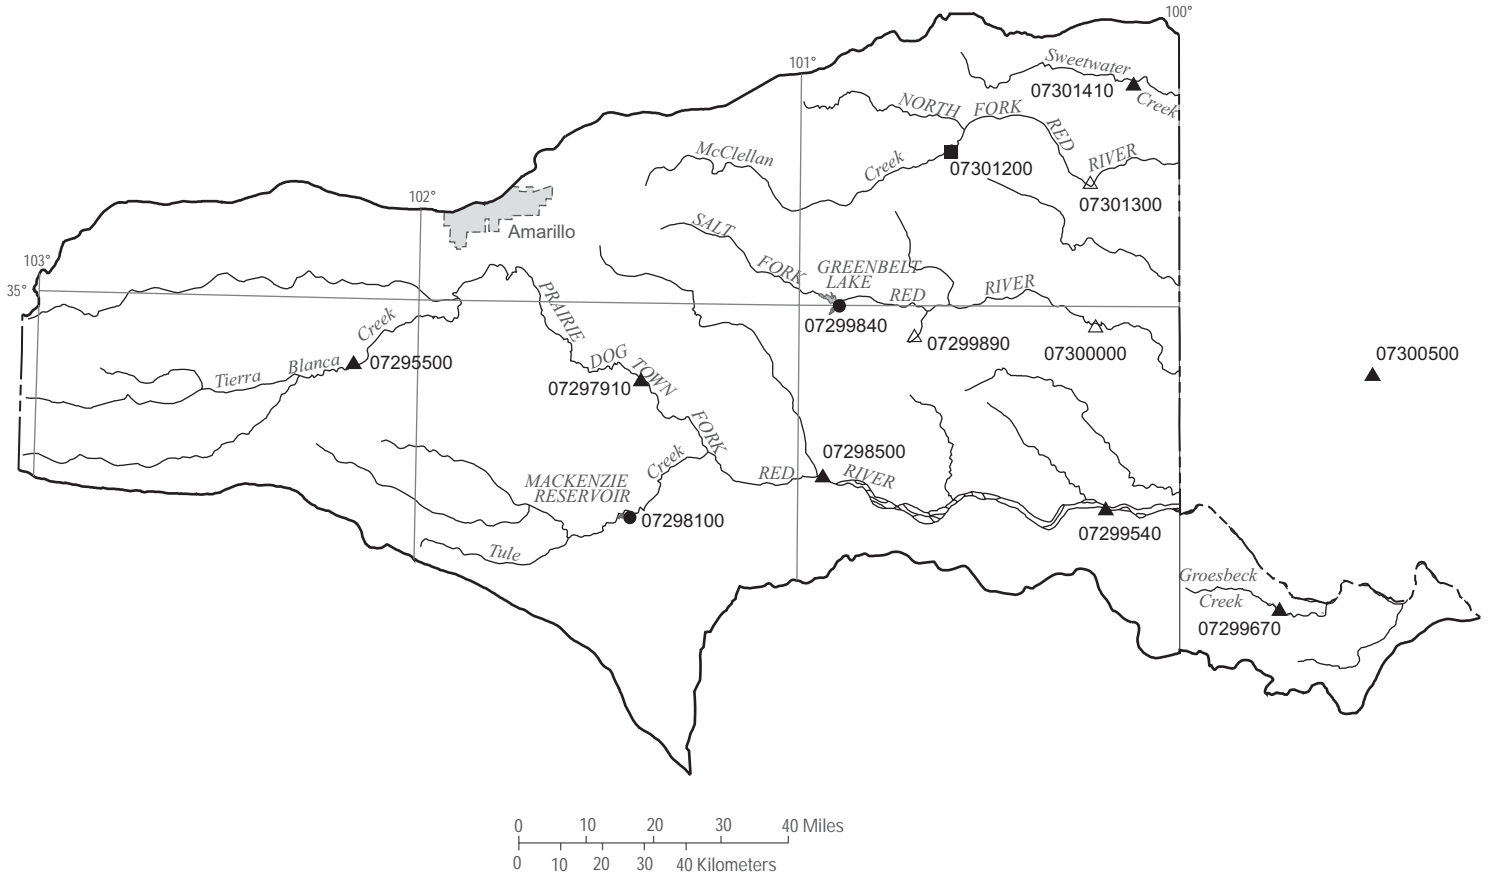 100°
101°
Sweetwater
07301410
Creek
NORTH FORK
RED
RIVER
McClellan
Creek
07301200
07301300
102°
Amarillo
103°
35°
SALT
FORK
GREENBELT
LAKE
RED
RIVER
07299840
07299890
07300000
07300500
PRAIRIE
DOG
TOWN
FORK
RED
RIVER
Creek
Blanca
Tierra
07295500
07297910
07298500
MACKENZIE
RESERVOIR
Creek
07298100
Tule
07299540
Groesbeck
Creek
07299670
0 10 20 30 40 Miles
0 10 20 30 40 Kilometers